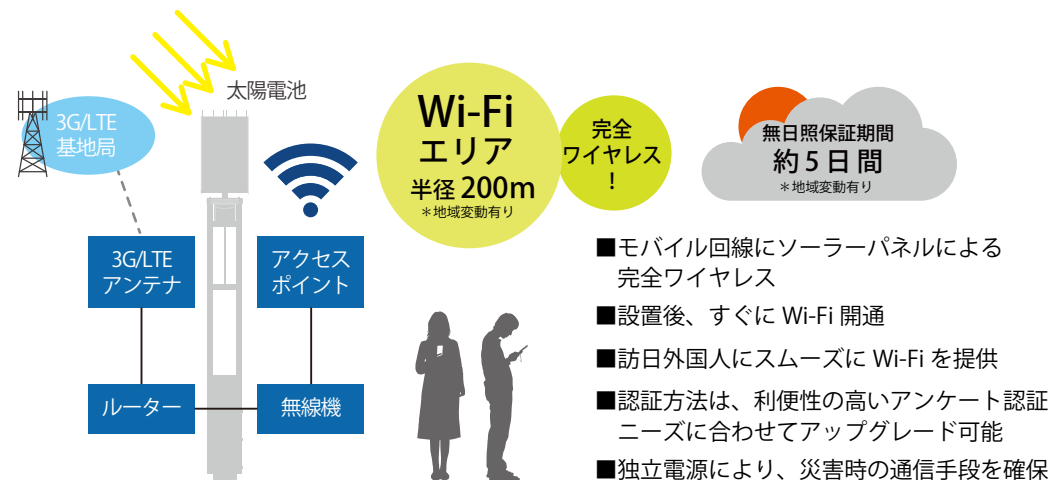 太陽電池
3G/LTE
基地局
3G/LTE
アンテナ
アクセス
ポイント
ルーター
無線機
Wi-Fi
エリア
半径 200m
＊地域変動有り
完全
ワイヤレス
！
無日照保証期間
約 5 日 間
＊地域変動有り
■モバイル回線にソーラーパネルによる
完全ワイヤレス
■設置後、すぐに Wi-Fi 開通
■訪日外国人にスムーズに Wi-Fi を提供
■認証方法は、利便性の高いアンケート認証
ニーズに合わせてアップグレード可能
■独立電源により、災害時の通信手段を確保